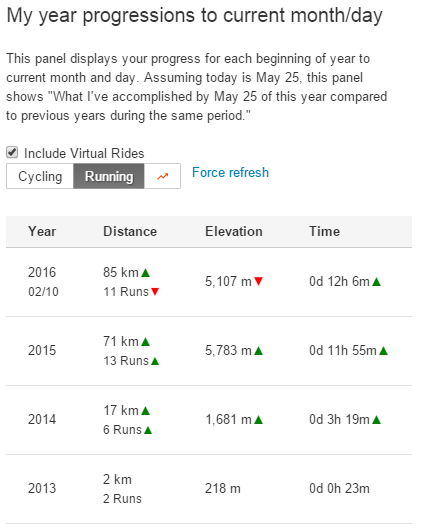 My year progressions to current month/day
This panel displays your progress for each beginning of year to
current month and day. Assuming today is May 25, this panel
shows "What I've accomplished by May 25 of this year compared
to previous years during the same period."
Include Virtual Rides
Cycling Running Force refresh
Year Distance Elevation Time
2016 85 km▲ 5,107 m▼ 0d 12h 6m▲
02/10 11 Runs▼
2015 71 km▲ 5,783 m▲ 0d 11h 55m▲
13 Runs▲
2014 17 km▲ 1,681 m▲ 0d 3h 19m▲
6 Runs▲
2013 2 km 218 m 0d 0h 23m
2 Runs